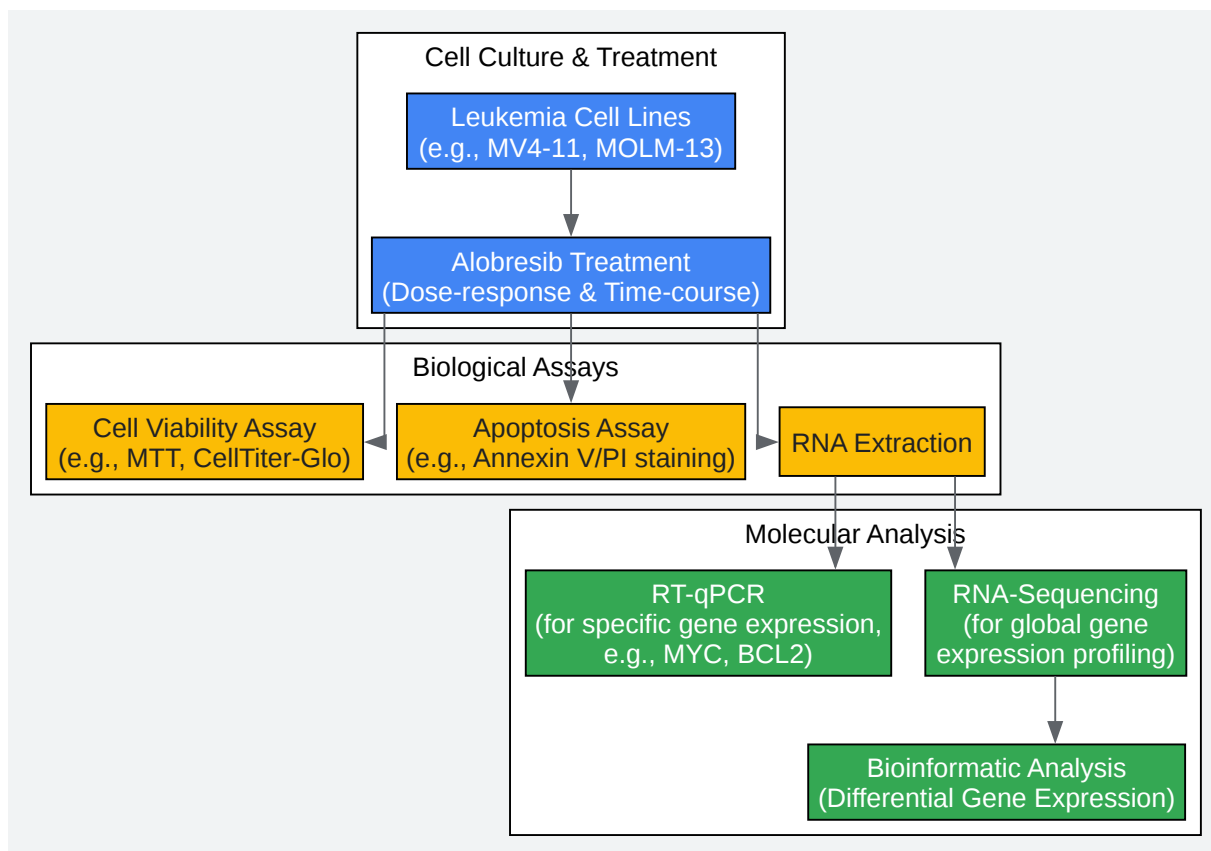 Cell Culture & Treatment
Leukemia Cell Lines
(e.g., MV4-11, MOLM-13)
Alobresib Treatment
(Dose-response & Time-course)
Biological Assays
Cell Viability Assay
(e.g., MTT, CellTiter-Glo)
Apoptosis Assay
(e.g., Annexin V/PI staining)
RNA Extraction
Molecular Analysis
RT-qPCR
(for specific gene expression,
e.g., MYC, BCL2)
RNA-Sequencing
(for global gene
expression profiling)
Bioinformatic Analysis
(Differential Gene Expression)